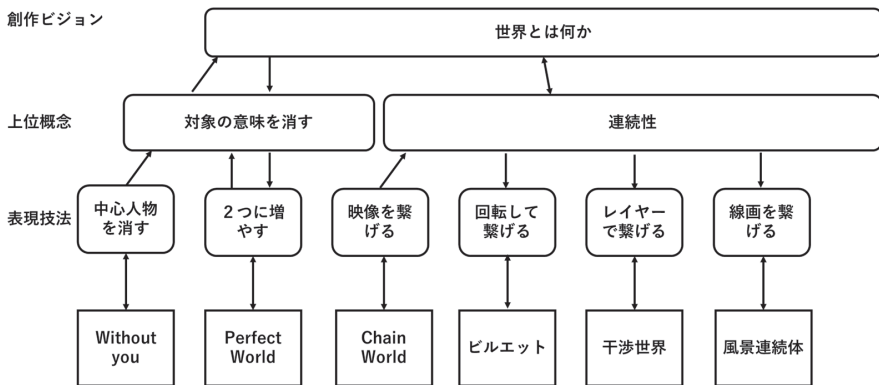 創作ビジョン
世界とは何か
上位概念
対象の意味を消す
連続性
表現技法
中心人物
を消す
２つに増
やす
映像を繋
げる
回転して
繋げる
レイヤー
で繋げる
線画を繋
げる
Without
you
Perfect
World
Chain
World
ビルエット
干渉世界
風景連続体